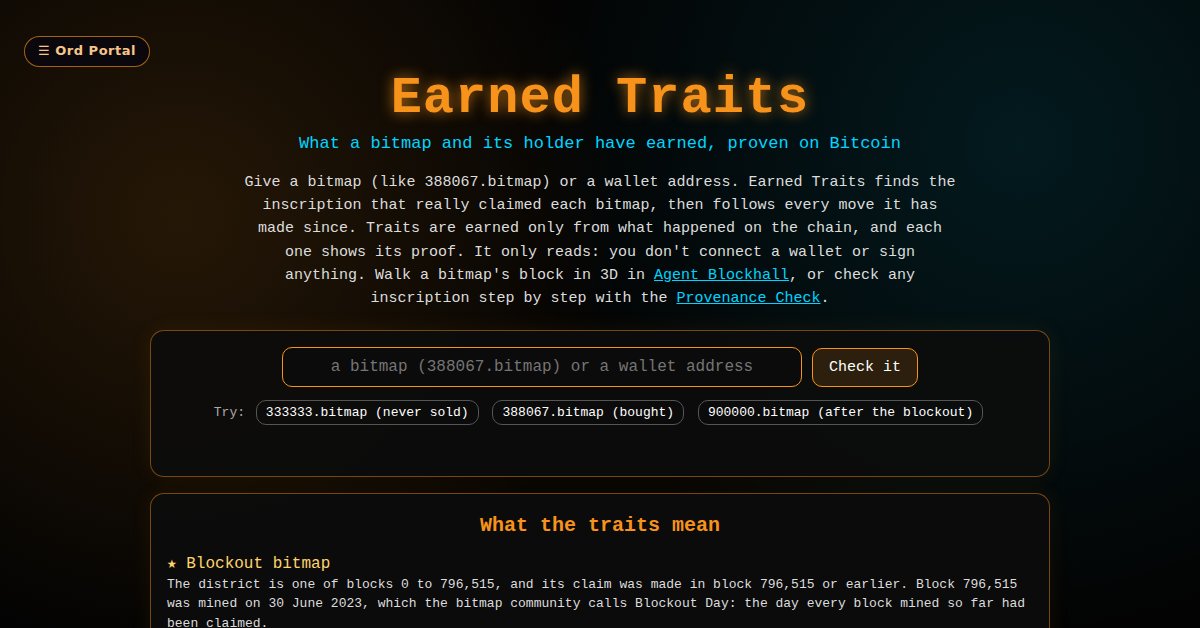 ☰ Ord Portal
Earned Traits
What a bitmap and its holder have earned, proven on Bitcoin
Give a bitmap (like 388067.bitmap) or a wallet address. Earned Traits finds the
inscription that really claimed each bitmap, then follows every move it has
made since. Traits are earned only from what happened on the chain, and each
one shows its proof. It only reads: you don't connect a wallet or sign
anything. Walk a bitmap's block in 3D in Agent Blockhall, or check any
inscription step by step with the Provenance Check.
a bitmap (388067.bitmap) or a wallet address
Check it
Try: 333333.bitmap (never sold) 388067.bitmap (bought) 900000.bitmap (after the blockout)
What the traits mean
★ Blockout bitmap
The district is one of blocks 0 to 796,515, and its claim was made in block 796,515 or earlier. Block 796,515
was mined on 30 June 2023, which the bitmap community calls Blockout Day: the day every block mined so far had
been claimed.